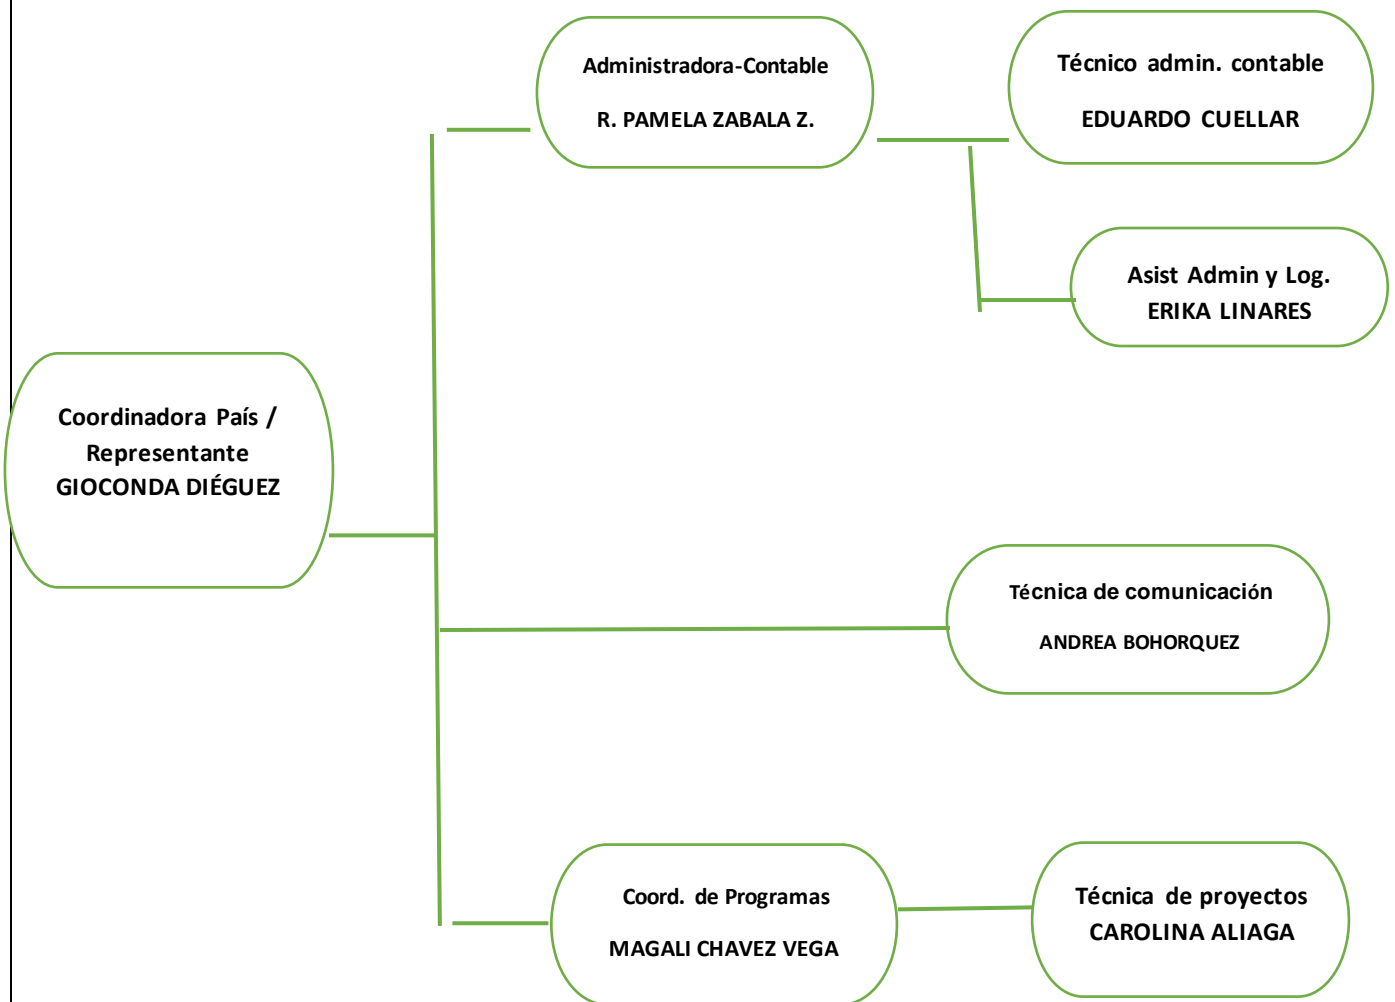 Administradora-Contable
R. PAMELA ZABALA Z.
Técnico admin. contable
EDUARDO CUELLAR
Asist Admin y Log.
ERIKA LINARES
Coordinadora País /
Representante
GIOCONDA DIÉGUEZ
Técnica de comunicación
ANDREA BOHORQUEZ
Coord. de Programas
MAGALI CHAVEZ VEGA
Técnica de proyectos
CAROLINA ALIAGA